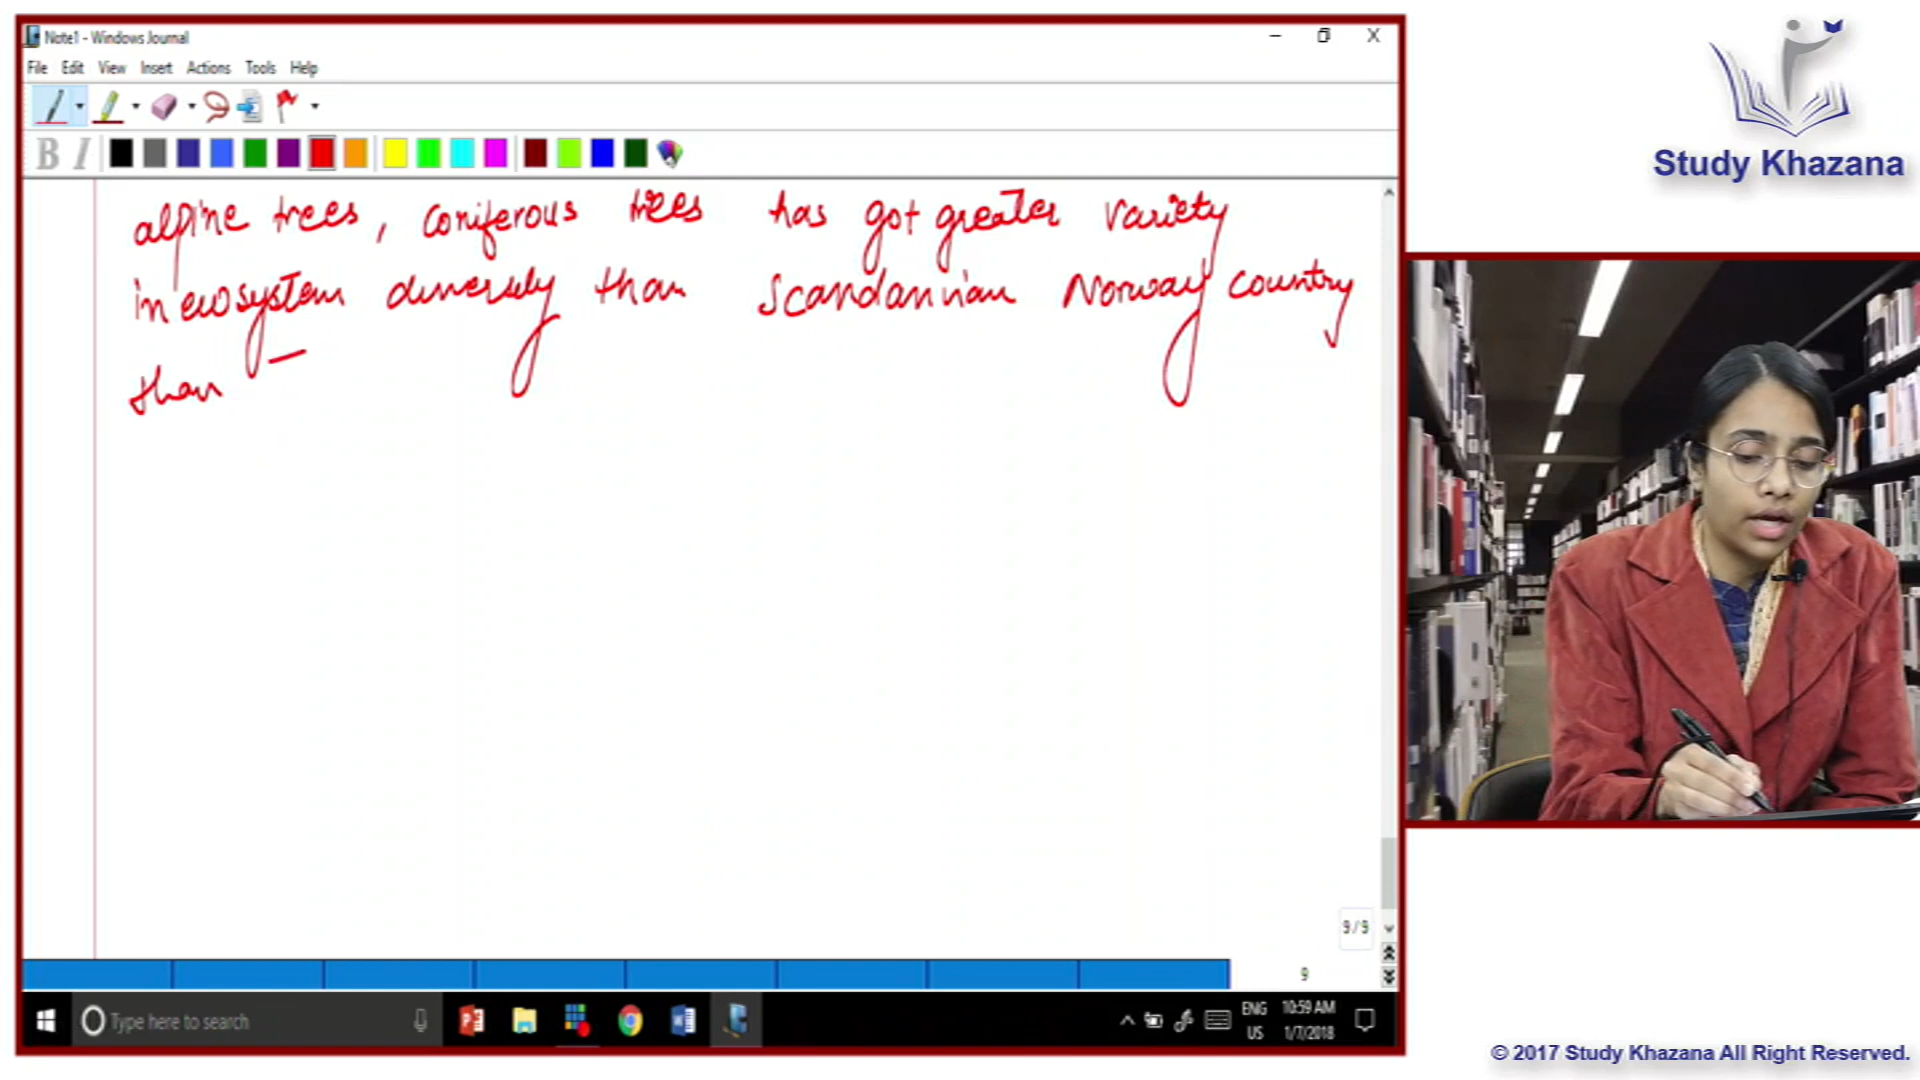 Note1 - Windows Journal
File Edit View Insert Actions Tools Help
B I
Study Khazana
alpine trees, coniferous trees has got greater variety
in ecosystem diversity than Scandanvian Norway country
than
9/9
9
Type here to search
ENG
US
10:59 AM
1/7/2018
© 2017 Study Khazana All Right Reserved.